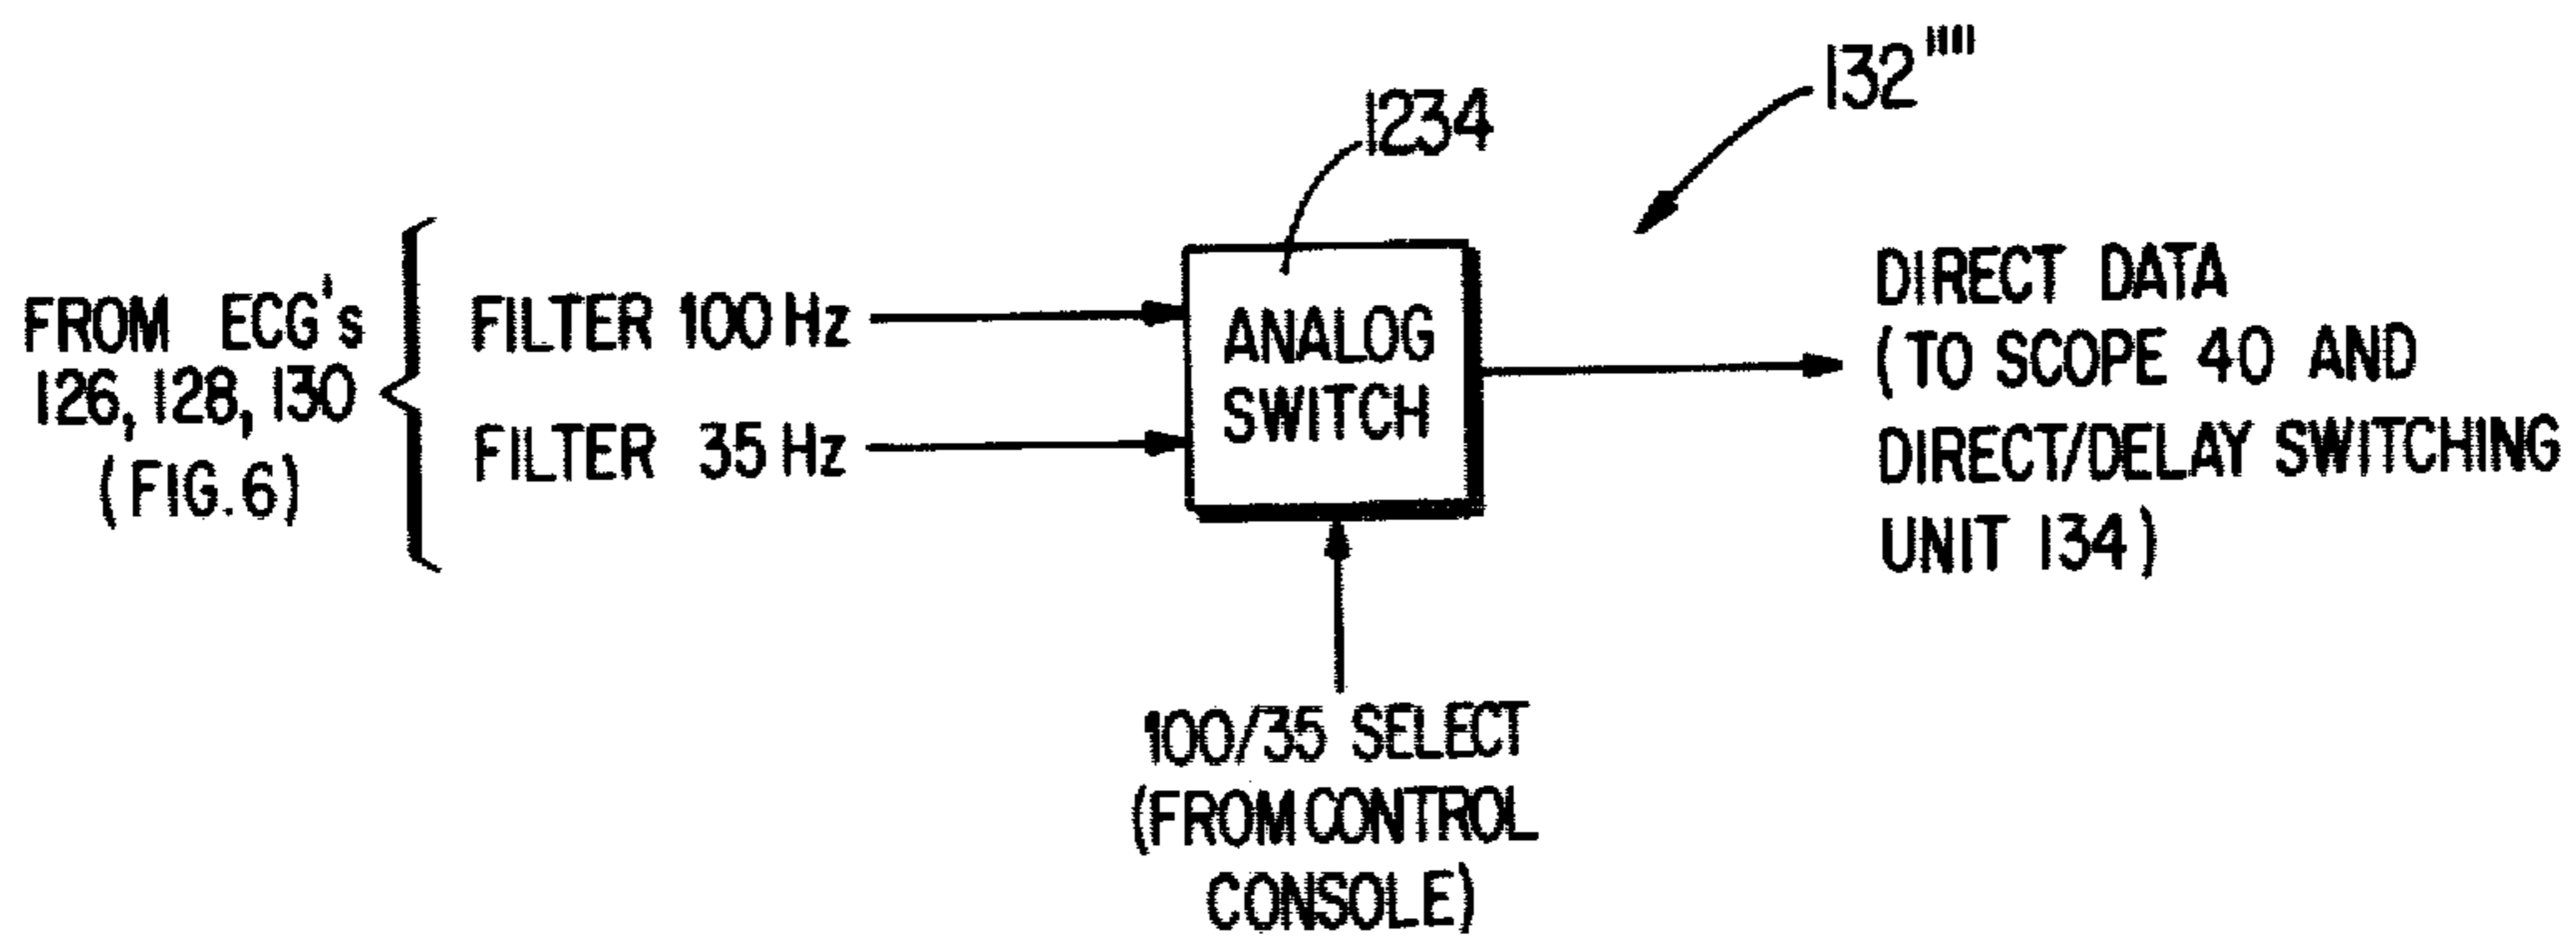 132''''
1234
FROM ECG's
126, 128, 130
(FIG. 6)
FILTER 100 Hz
FILTER 35 Hz
ANALOG
SWITCH
DIRECT DATA
(TO SCOPE 40 AND
DIRECT/DELAY SWITCHING
UNIT 134)
100/35 SELECT
(FROM CONTROL
CONSOLE)